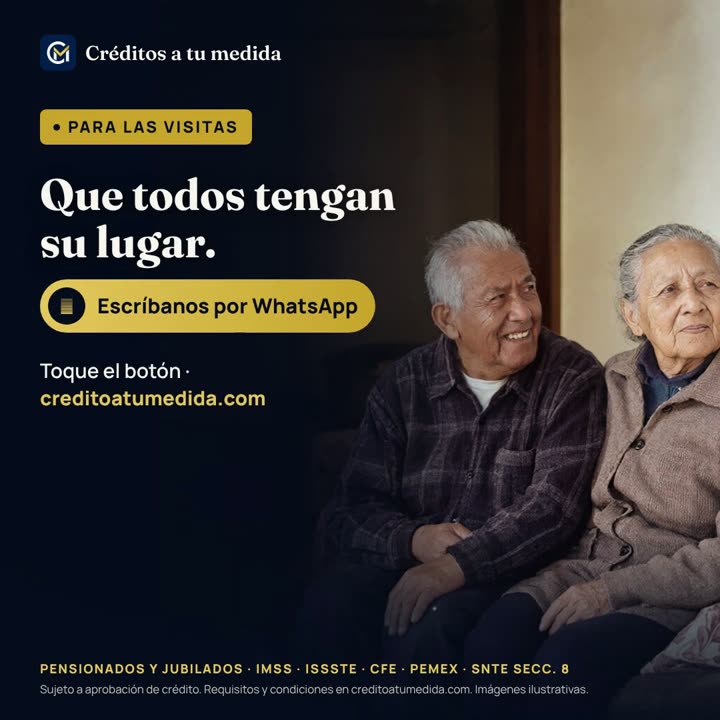 Créditos a tu medida
• PARA LAS VISITAS
Que todos tengan
su lugar.
Escríbanos por WhatsApp
Toque el botón ·
creditoatumedida.com
PENSIONADOS Y JUBILADOS · IMSS · ISSSTE · CFE · PEMEX · SNTE SECC. 8
Sujeto a aprobación de crédito. Requisitos y condiciones en creditoatumedida.com. Imágenes ilustrativas.